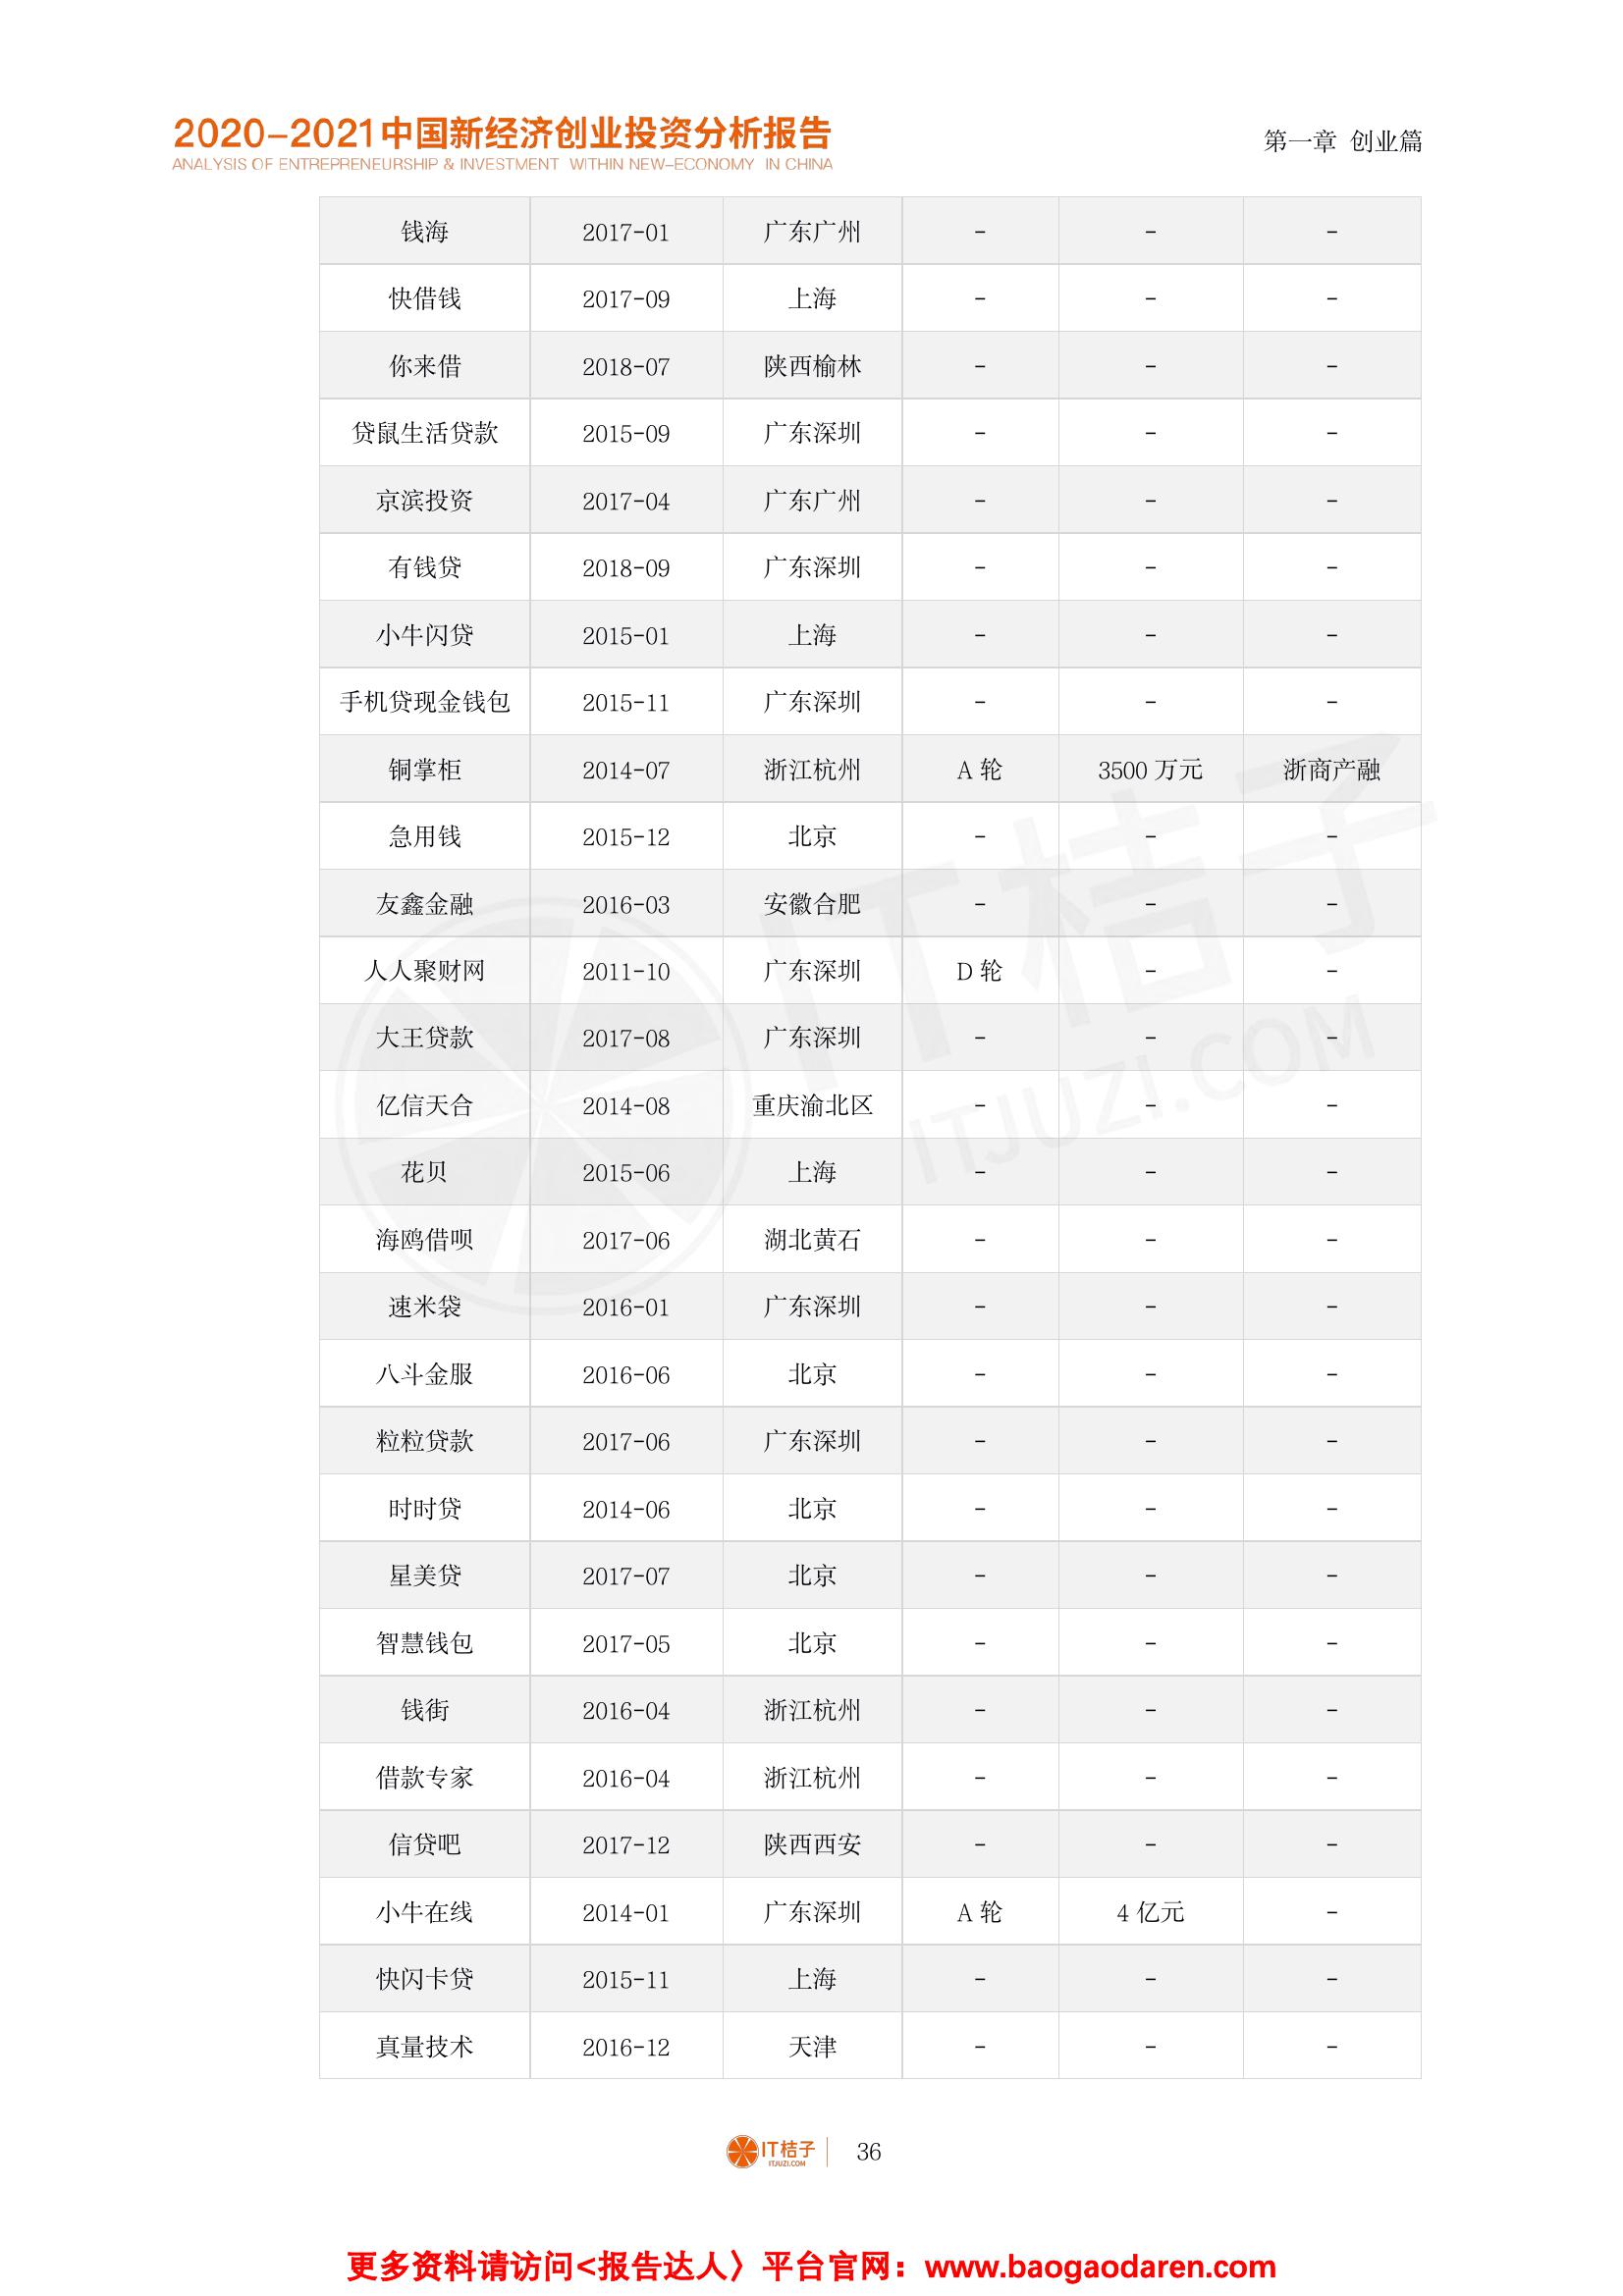 2020-2021中国新经济创业投资分析报告
ANALYSIS OF ENTREPRENEURSHIP & INVESTMENT WITHIN NEW-ECONOMY IN CHINA
第一章 创业篇
钱海 2017-01 广东广州 - - -
快借钱 2017-09 上海 - - -
你来借 2018-07 陕西榆林 - - -
贷鼠生活贷款 2015-09 广东深圳 - - -
京滨投资 2017-04 广东广州 - - -
有钱贷 2018-09 广东深圳 - - -
小牛闪贷 2015-01 上海 - - -
手机贷现金钱包 2015-11 广东深圳 - - -
铜掌柜 2014-07 浙江杭州 A 轮 3500 万元 浙商产融
急用钱 2015-12 北京 - - -
友鑫金融 2016-03 安徽合肥 - - -
人人聚财网 2011-10 广东深圳 D 轮 - -
大王贷款 2017-08 广东深圳 - - -
亿信天合 2014-08 重庆渝北区 - - -
花贝 2015-06 上海 - - -
海鸥借呗 2017-06 湖北黄石 - - -
速米袋 2016-01 广东深圳 - - -
八斗金服 2016-06 北京 - - -
粒粒贷款 2017-06 广东深圳 - - -
时时贷 2014-06 北京 - - -
星美贷 2017-07 北京 - - -
智慧钱包 2017-05 北京 - - -
钱街 2016-04 浙江杭州 - - -
借款专家 2016-04 浙江杭州 - - -
信贷吧 2017-12 陕西西安 - - -
小牛在线 2014-01 广东深圳 A 轮 4 亿元 -
快闪卡贷 2015-11 上海 - - -
真量技术 2016-12 天津 - - -
IT桔子
ITJUZI.COM
IT桔子
ITJUZI.COM
36
更多资料请访问<报告达人〉平台官网：www.baogaodaren.com